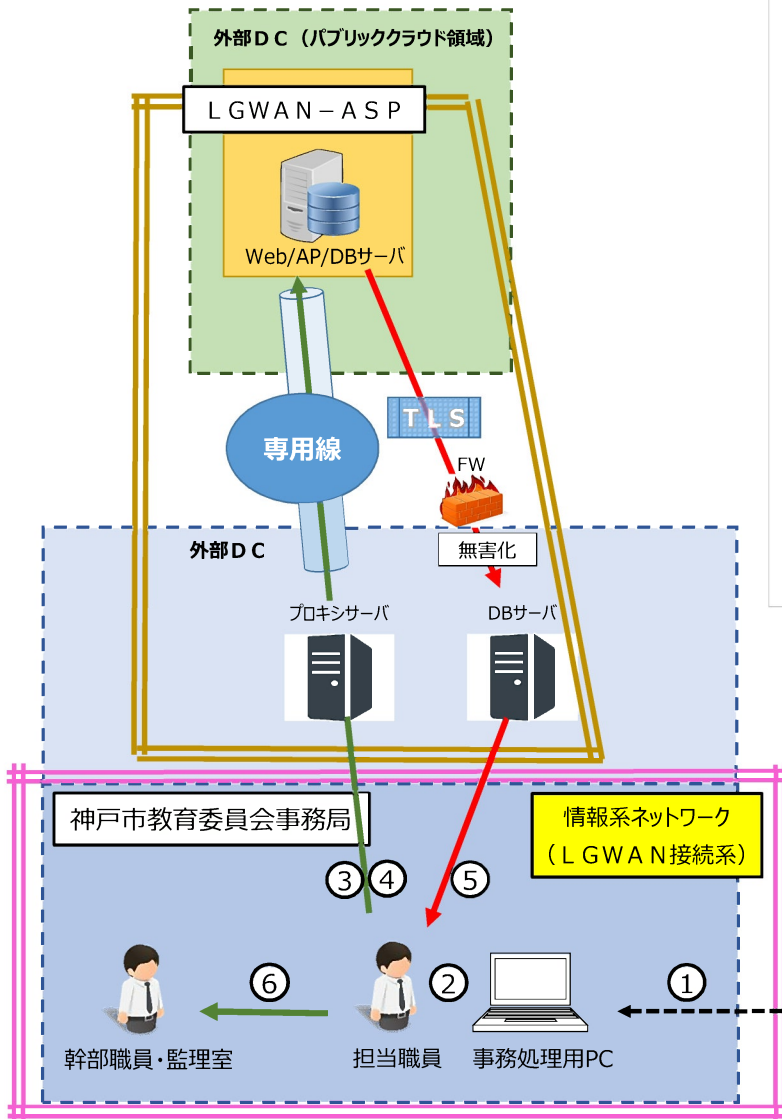 外部ＤＣ（パブリッククラウド領域）
ＬＧＷＡＮ－ＡＳＰ
Web/AP/DBサーバ
ＴＬＳ
専用線
FW
無害化
外部ＤＣ
プロキシサーバ
DBサーバ
神戸市教育委員会事務局
情報系ネットワーク
（ＬＧＷＡＮ接続系）
③
④
⑤
⑥
②
①
幹部職員・監理室
担当職員
事務処理用PC